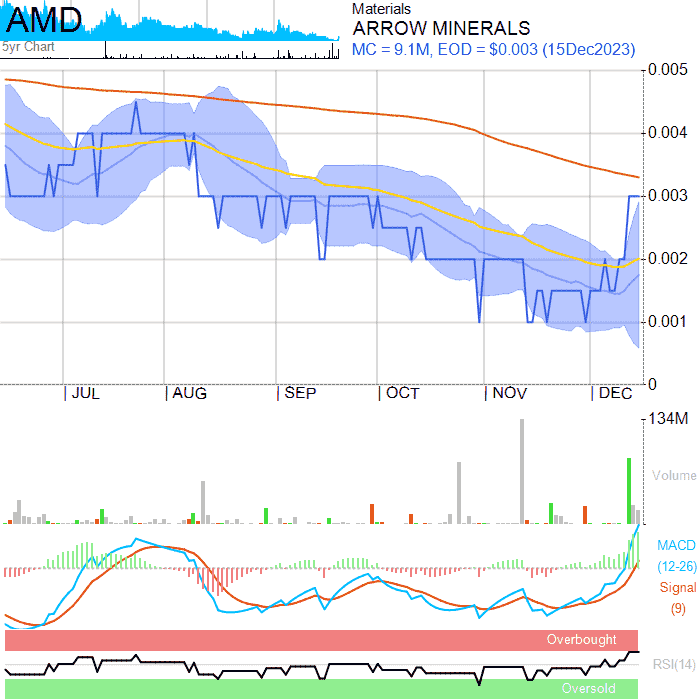 AMD
5yr Chart
Materials
ARROW MINERALS
MC = 9.1M, EOD = $0.003 (15Dec2023)
0.005
0.004
0.003
0.002
0.001
0
JUL AUG SEP OCT NOV DEC
134M
Volume
MACD
(12-26)
Signal
(9)
Overbought
RSI(14)
Oversold